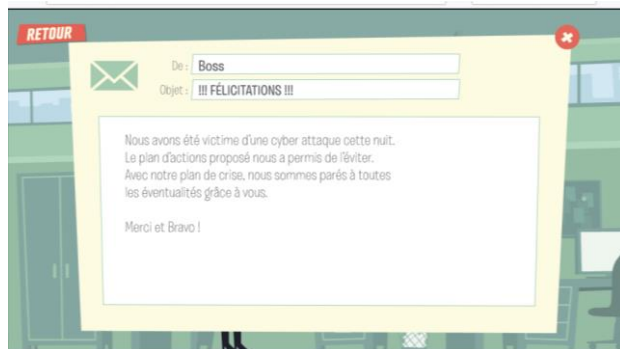 RETOUR
De : Boss
Objet : !!! FÉLICITATIONS !!!
Nous avons été victime d'une cyber attaque cette nuit.
Le plan d'actions proposé nous a permis de l'éviter.
Avec notre plan de crise, nous sommes parés à toutes
les éventualités grâce à vous.
Merci et Bravo !